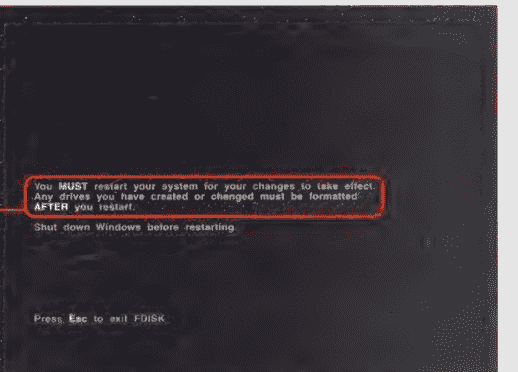 You MUST restart your system for your changes to take effect.
Any drives you have created or changed must be formatted
AFTER you restart.
Shut down Windows before restarting.
Press Esc to exit FDISK